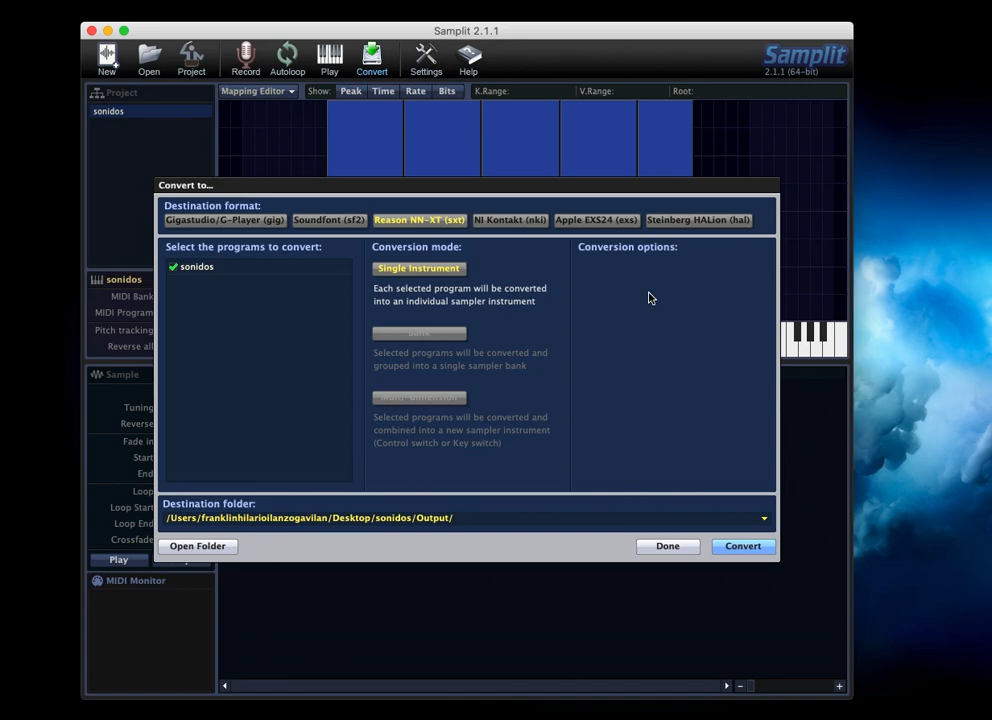 Samplit 2.1.1
New Open Project Record Autoloop Play Convert Settings Help
Samplit
2.1.1 (64-bit)
Project
Mapping Editor Show: Peak Time Rate Bits K.Range: V.Range: Root:
sonidos
Convert to...
Destination format:
Gigastudio/G-Player (gig) Soundfont (sf2) Reason NN-XT (sxt) NI Kontakt (nki) Apple EXS24 (exs) Steinberg HALion (hal)
Select the programs to convert:
sonidos
Conversion mode:
Single Instrument
Each selected program will be converted
into an individual sampler instrument
Selected programs will be converted and
grouped into a single sampler bank
Selected programs will be converted and
combined into a new sampler instrument
(Control switch or Key switch)
Conversion options:
sonidos
MIDI Bank
MIDI Program
Pitch tracking
Reverse all
Sample
Tuning
Reverse
Fade in
Start
End
Loop
Loop Start
Loop End
Crossfade
Destination folder:
/Users/franklinhilarioilanzogavilan/Desktop/sonidos/Output/
Open Folder Done Convert
Play
MIDI Monitor